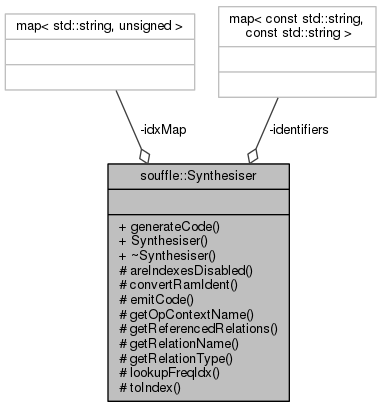 map< std::string, unsigned >
map< const std::string,
const std::string >
-idxMap
-identifiers
souffle::Synthesiser
+ generateCode()
+ Synthesiser()
+ ~Synthesiser()
# areIndexesDisabled()
# convertRamIdent()
# emitCode()
# getOpContextName()
# getReferencedRelations()
# getRelationName()
# getRelationType()
# lookupFreqIdx()
# toIndex()